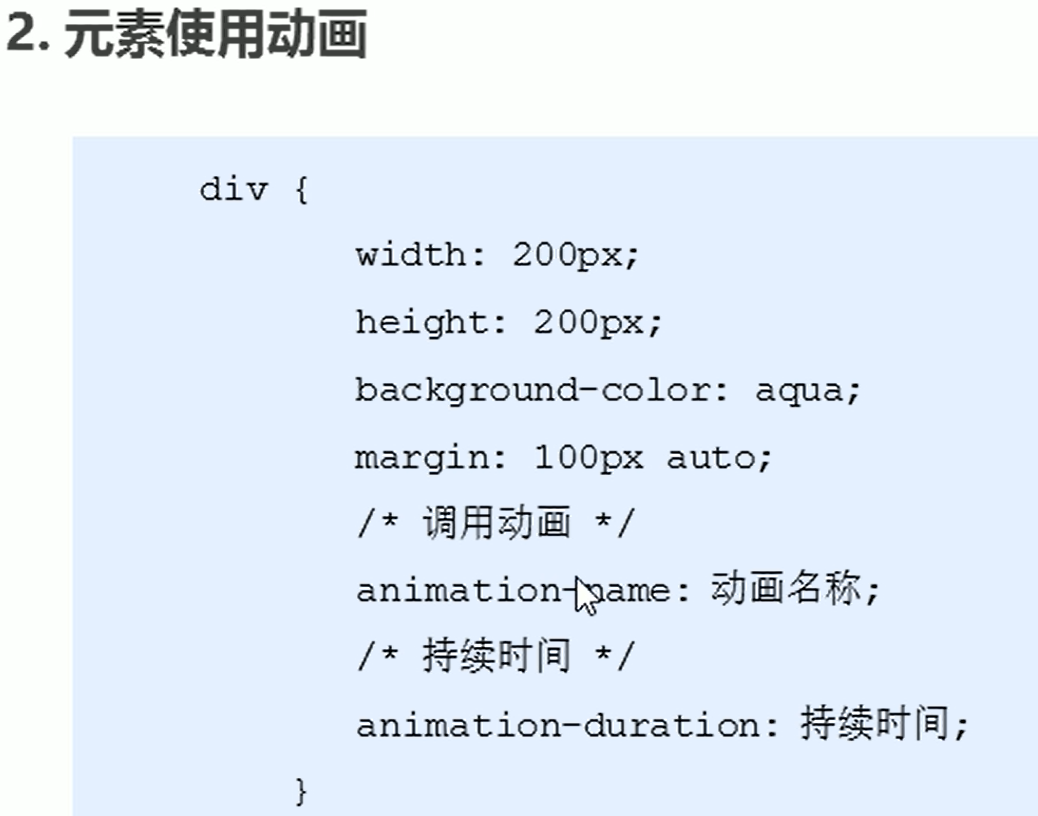 2. 元素使用动画
div {
width: 200px;
height: 200px;
background-color: aqua;
margin: 100px auto;
/* 调用动画 */
animation-name: 动画名称;
/* 持续时间 */
animation-duration: 持续时间;
}